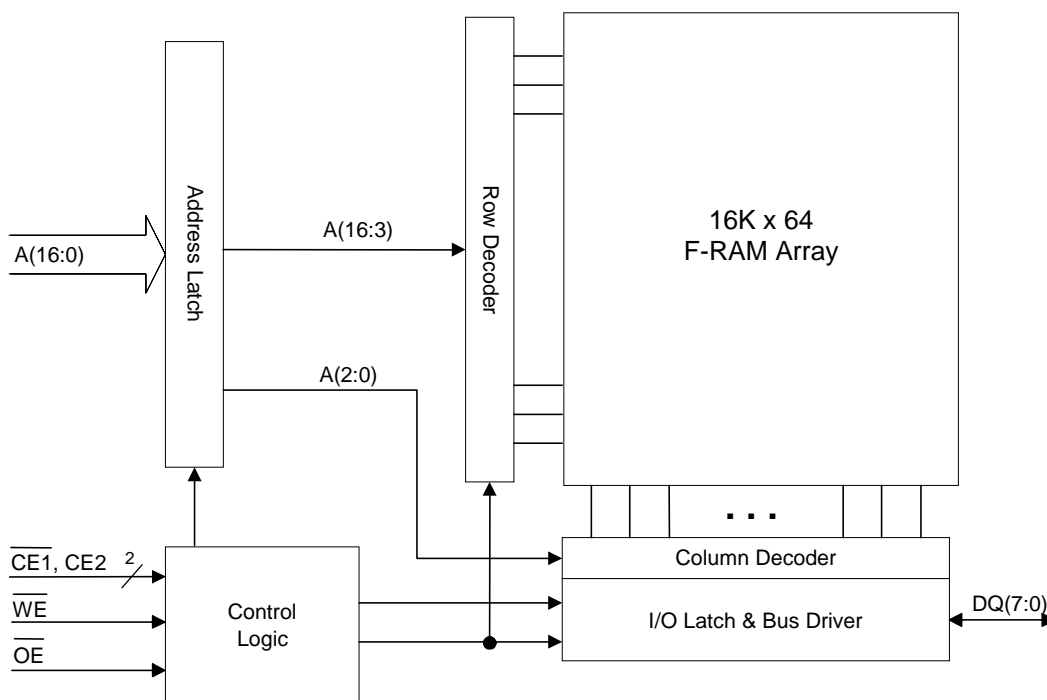 16K x 64
F-RAM Array
Address Latch
Row Decoder
A(16:0)
A(16:3)
A(2:0)
. . .
CE1, CE2
2
WE
OE
Control
Logic
Column Decoder
I/O Latch & Bus Driver
DQ(7:0)